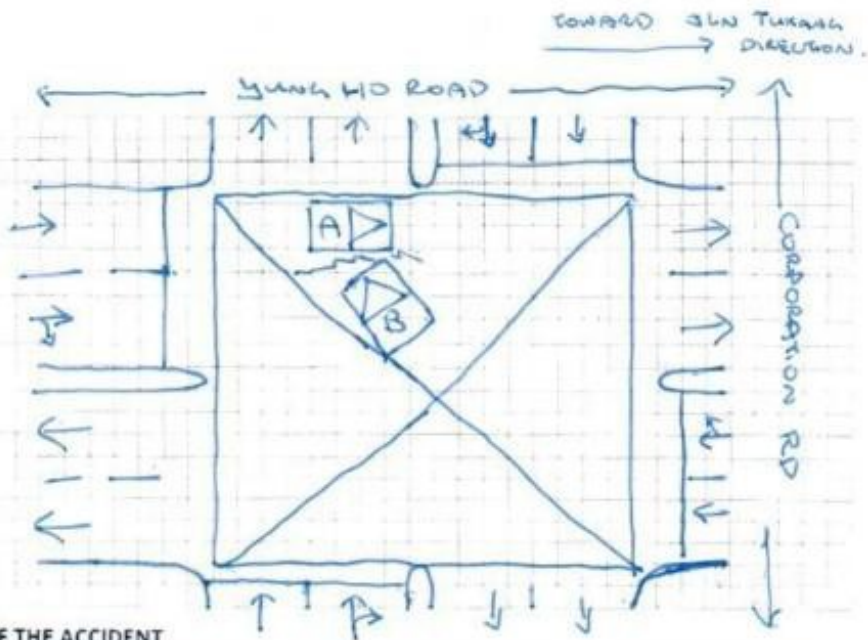 TOWARD JLN TUKANG
DIRECTION.
YUNG HO ROAD
A
B
CORPORATION RD
E THE ACCIDENT